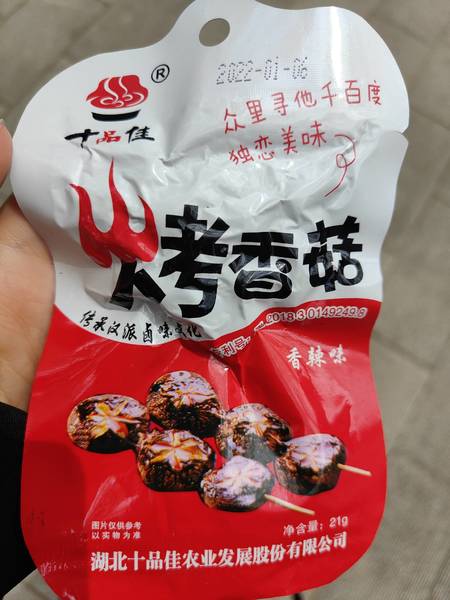 2022-01-06
®
十品佳
众里寻他千百度
独恋美味
烤香菇
传承汉派卤味文化
利号:
2018.3.0149249.8
香辣味
图片仅供参考
以实物为准
净含量：21g
湖北十品佳农业发展股份有限公司